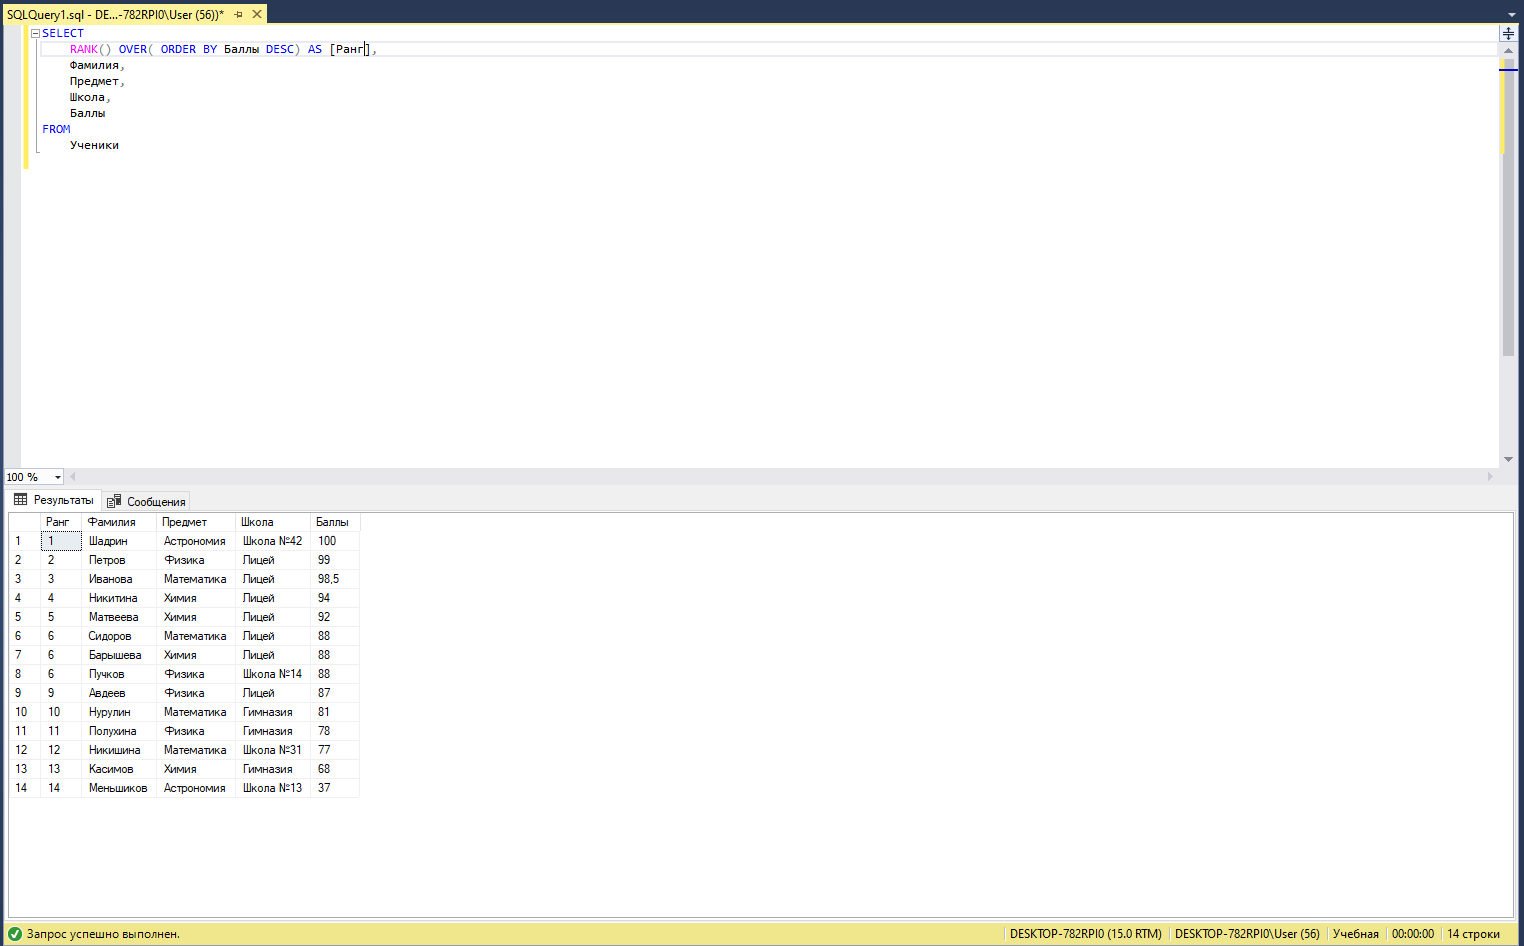 SQLQuery1.sql - DE...-782RPI0\User (56))*
SELECT
RANK() OVER( ORDER BY Баллы DESC) AS [Ранг],
Фамилия,
Предмет,
Школа,
Баллы
FROM
Ученики
100 %
Результаты Сообщения
Ранг Фамилия Предмет Школа Баллы
1 1 Шадрин Астрономия Школа №42 100
2 2 Петров Физика Лицей 99
3 3 Иванова Математика Лицей 98,5
4 4 Никитина Химия Лицей 94
5 5 Матвеева Химия Лицей 92
6 6 Сидоров Математика Лицей 88
7 6 Барышева Химия Лицей 88
8 6 Пучков Физика Школа №14 88
9 9 Авдеев Физика Лицей 87
10 10 Нурулин Математика Гимназия 81
11 11 Полухина Физика Гимназия 78
12 12 Никишина Математика Школа №31 77
13 13 Касимов Химия Гимназия 68
14 14 Меньшиков Астрономия Школа №13 37
Запрос успешно выполнен. DESKTOP-782RPI0 (15.0 RTM) DESKTOP-782RPI0\User (56) Учебная 00:00:00 14 строки